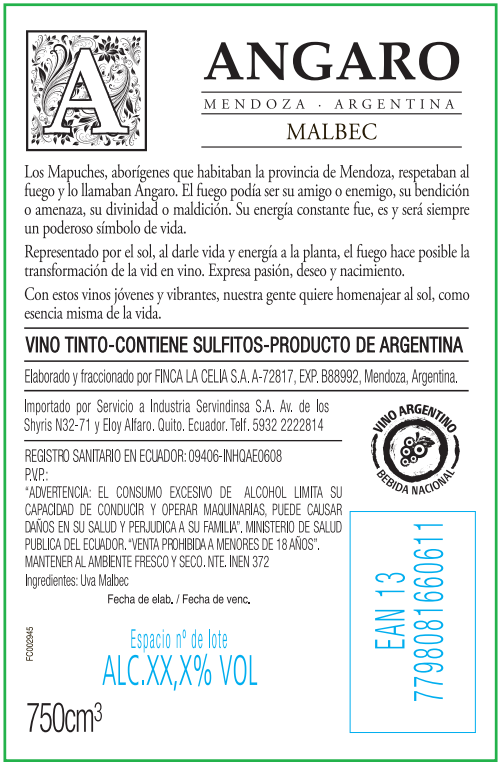 A
ANGARO
MENDOZA · ARGENTINA
MALBEC
Los Mapuches, aborígenes que habitaban la provincia de Mendoza, respetaban al
fuego y lo llamaban Angaro. El fuego podía ser su amigo o enemigo, su bendición
o amenaza, su divinidad o maldición. Su energía constante fue, es y será siempre
un poderoso símbolo de vida.
Representado por el sol, al darle vida y energía a la planta, el fuego hace posible la
transformación de la vid en vino. Expresa pasión, deseo y nacimiento.
Con estos vinos jóvenes y vibrantes, nuestra gente quiere homenajear al sol, como
esencia misma de la vida.
VINO TINTO-CONTIENE SULFITOS-PRODUCTO DE ARGENTINA
Elaborado y fraccionado por FINCA LA CELIA S.A. A-72817, EXP. B88992, Mendoza, Argentina.
Importado por Servicio a Industria Servindinsa S.A. Av. de los
Shyris N32-71 y Eloy Alfaro. Quito. Ecuador. Telf. 5932 2222814
VINO ARGENTINO
BEBIDA NACIONAL
REGISTRO SANITARIO EN ECUADOR: 09406-INHQAE0608
P.V.P.:
"ADVERTENCIA: EL CONSUMO EXCESIVO DE ALCOHOL LIMITA SU
CAPACIDAD DE CONDUCIR Y OPERAR MAQUINARIAS, PUEDE CAUSAR
DAÑOS EN SU SALUD Y PERJUDICA A SU FAMILIA". MINISTERIO DE SALUD
PUBLICA DEL ECUADOR. "VENTA PROHIBIDA A MENORES DE 18 AÑOS".
MANTENER AL AMBIENTE FRESCO Y SECO. NTE. INEN 372
Ingredientes: Uva Malbec
Fecha de elab. / Fecha de venc.
FC002945
Espacio nº de lote
ALC.XX,X% VOL
750cm³
EAN 13
7798081660611